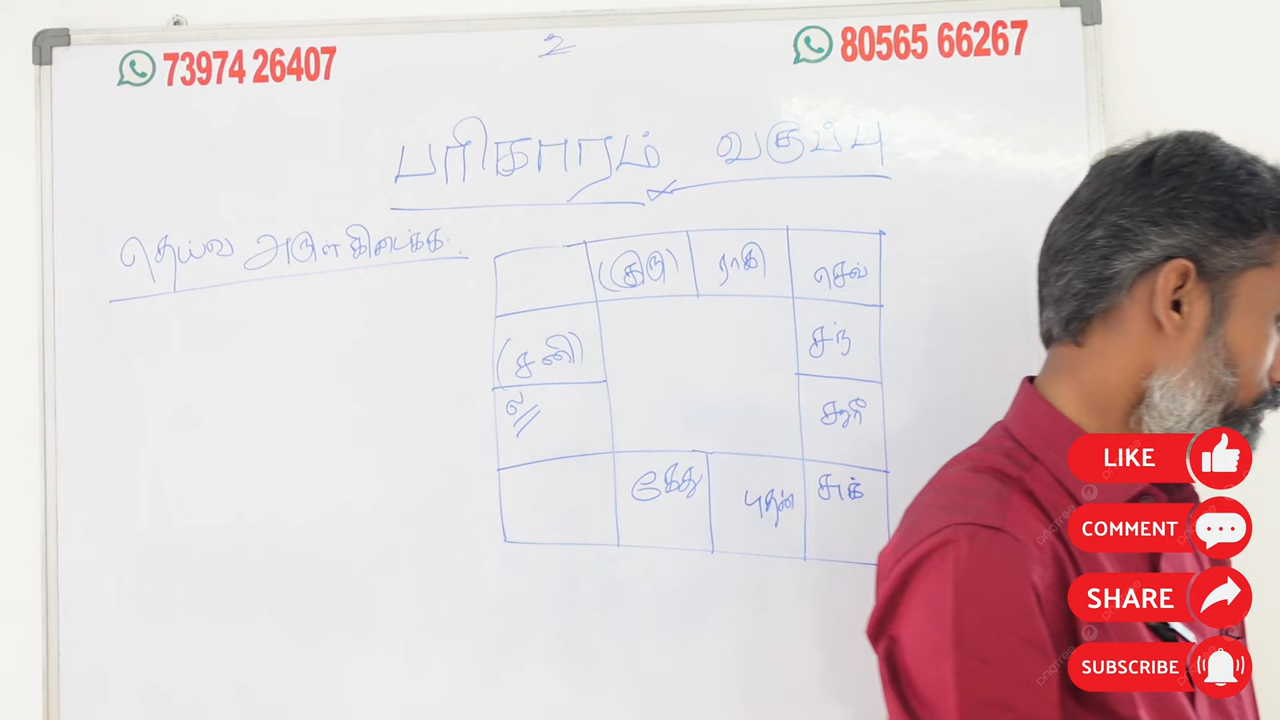 73974 26407
2
80565 66267
பரிகாரம் வகுப்பு
தெய்வ அருள் கிடைக்க.
(குரு) ராகு செவ்
(சனி) சந்
ல// சூரி
கேது புதன் சுக்
LIKE
COMMENT
SHARE
SUBSCRIBE